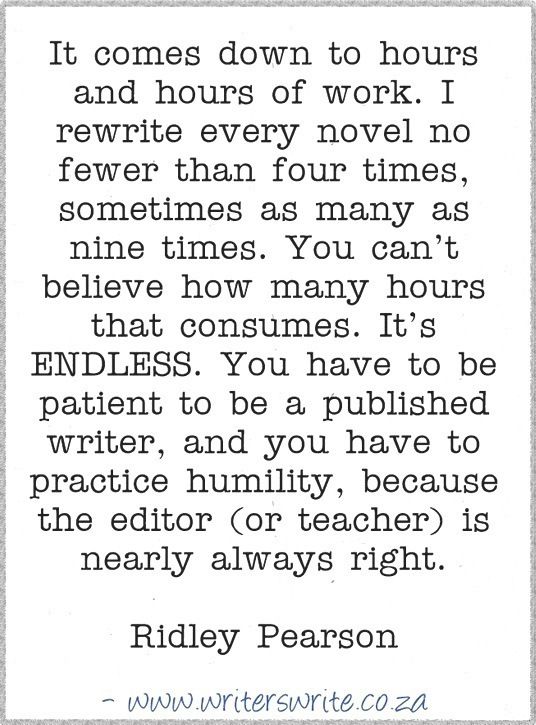 It comes down to hours
and hours of work. I
rewrite every novel no
fewer than four times,
sometimes as many as
nine times. You can't
believe how many hours
that consumes. It's
ENDLESS. You have to be
patient to be a published
writer, and you have to
practice humility, because
the editor (or teacher) is
nearly always right.
Ridley Pearson
- www.writerswrite.co.za